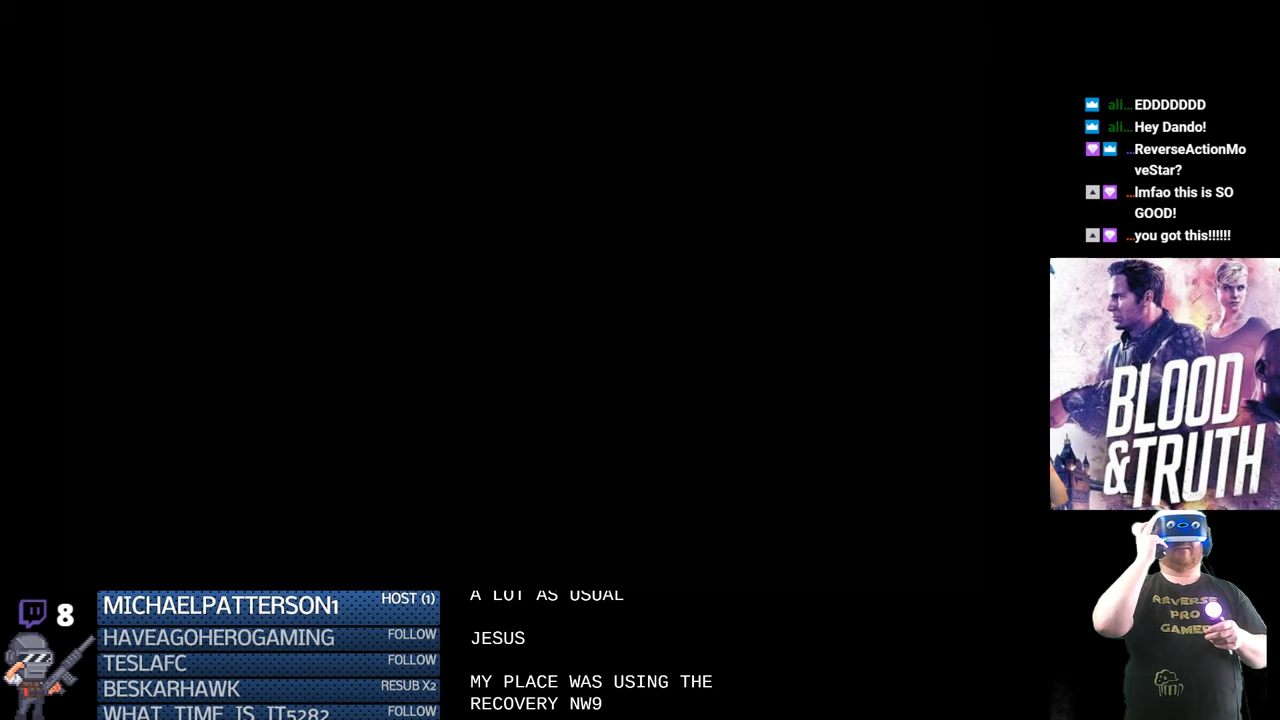 EDDDDDDD
ali...
Hey Dando!
ali...
ReverseActionMo
veStar?
lmfao this is SO
GOOD!
you got this!!!!!!
BLOOD
&TRUTH
REVERSE
PRO
GAMER
8
MICHAELPATTERSON1 HOST (1)
HAVEAGOHEROGAMING FOLLOW
TESLAFC FOLLOW
BESKARHAWK RESUB X2
WHAT_TIME_IS_IT5282 FOLLOW
A LOT AS USUAL
JESUS
MY PLACE WAS USING THE
RECOVERY NW9